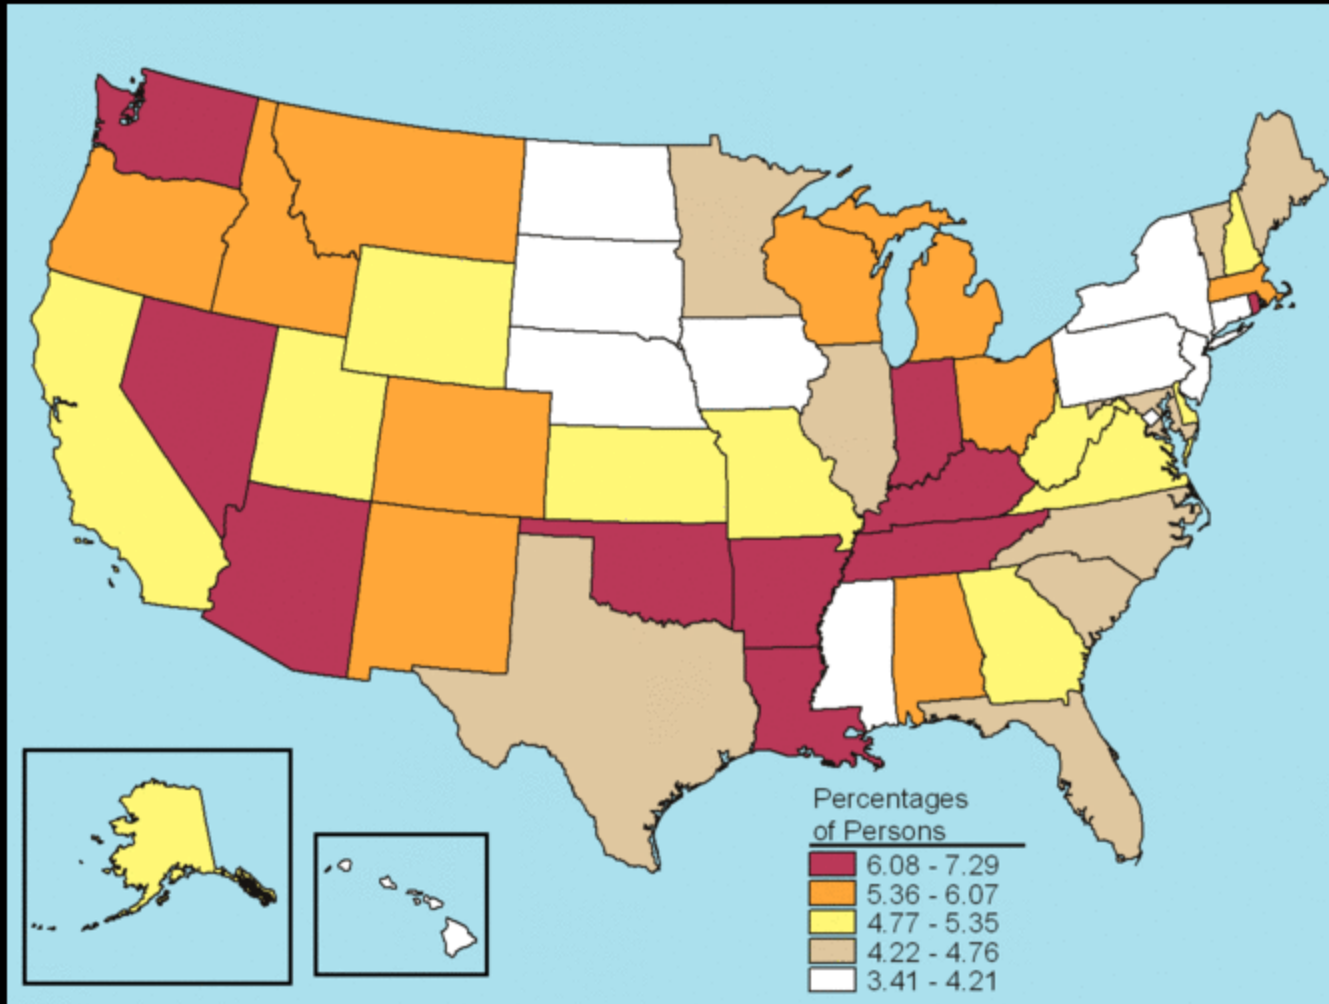 Percentages
of Persons
6.08 - 7.29
5.36 - 6.07
4.77 - 5.35
4.22 - 4.76
3.41 - 4.21